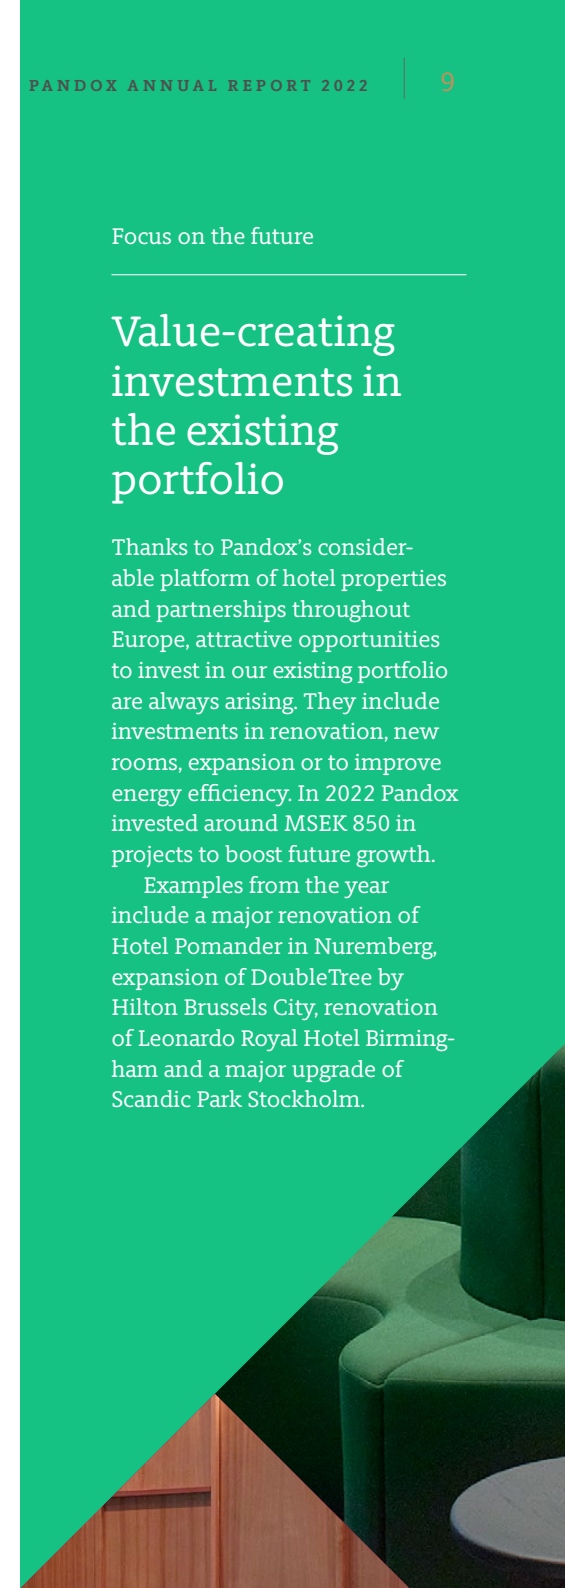 PANDOX ANNUAL REPORT 2022
9
Focus on the future
Value-creating
investments in
the existing
portfolio
Thanks to Pandox’s consider-
able platform of hotel properties
and partnerships throughout
Europe, attractive opportunities
to invest in our existing portfolio
are always arising. They include
investments in renovation, new
rooms, expansion or to improve
energy efficiency. In 2022 Pandox
invested around MSEK 850 in
projects to boost future growth.
Examples from the year
include a major renovation of
Hotel Pomander in Nuremberg,
expansion of DoubleTree by
Hilton Brussels City, renovation
of Leonardo Royal Hotel Birming-
ham and a major upgrade of
Scandic Park Stockholm.